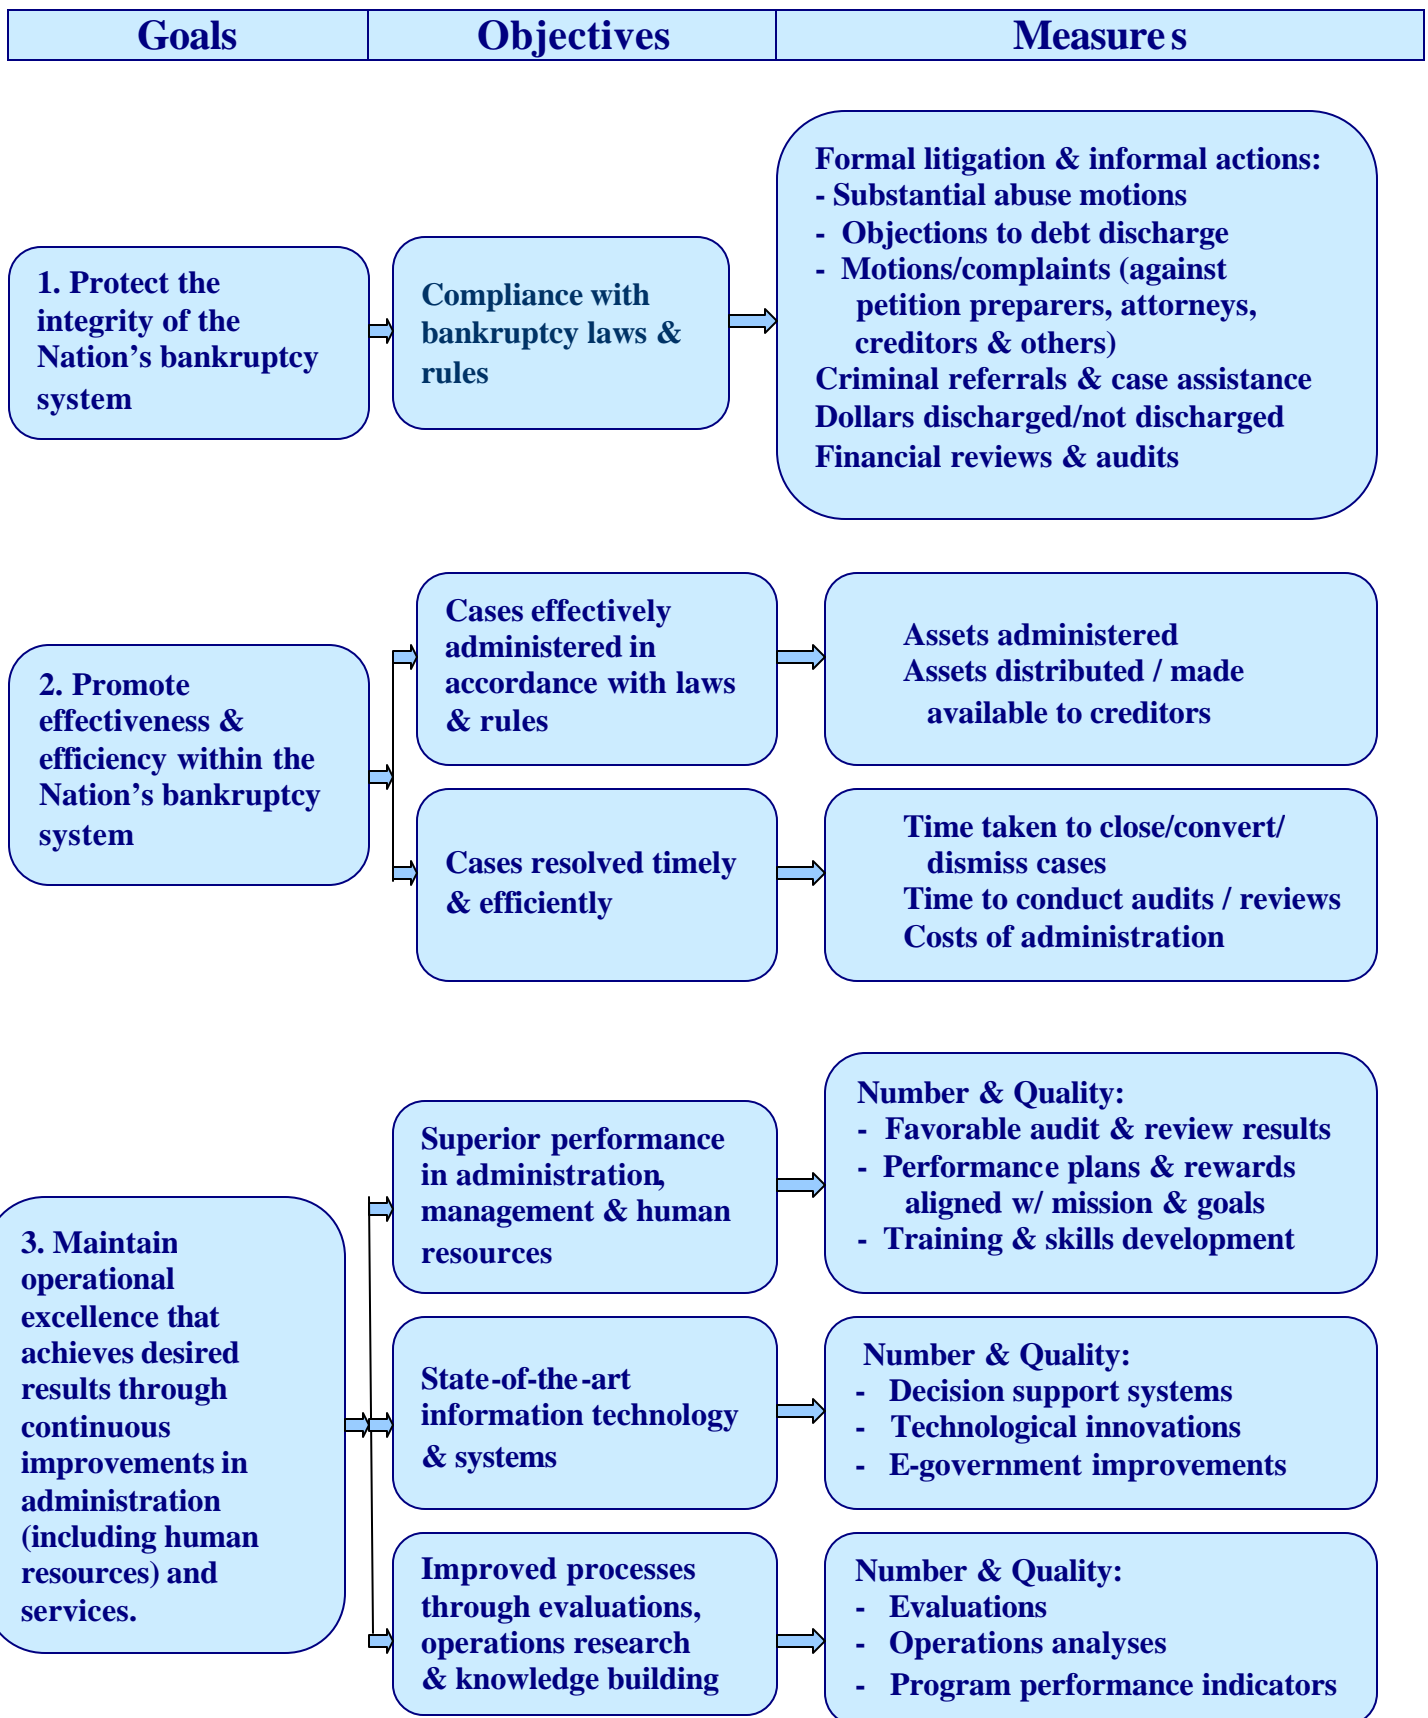 Goals
Objectives
Measures
1. Protect the
integrity of the
Nation's bankruptcy
system
Compliance with
bankruptcy laws &
rules
Formal litigation & informal actions:
- Substantial abuse motions
- Objections to debt discharge
- Motions/complaints (against
petition preparers, attorneys,
creditors & others)
Criminal referrals & case assistance
Dollars discharged/not discharged
Financial reviews & audits
2. Promote
effectiveness &
efficiency within the
Nation's bankruptcy
system
Cases effectively
administered in
accordance with laws
& rules
Assets administered
Assets distributed / made
available to creditors
Cases resolved timely
& efficiently
Time taken to close/convert/
dismiss cases
Time to conduct audits / reviews
Costs of administration
3. Maintain
operational
excellence that
achieves desired
results through
continuous
improvements in
administration
(including human
resources) and
services.
Superior performance
in administration,
management & human
resources
Number & Quality:
- Favorable audit & review results
- Performance plans & rewards
aligned w/ mission & goals
- Training & skills development
State-of-the-art
information technology
& systems
Number & Quality:
- Decision support systems
- Technological innovations
- E-government improvements
Improved processes
through evaluations,
operations research
& knowledge building
Number & Quality:
- Evaluations
- Operations analyses
- Program performance indicators